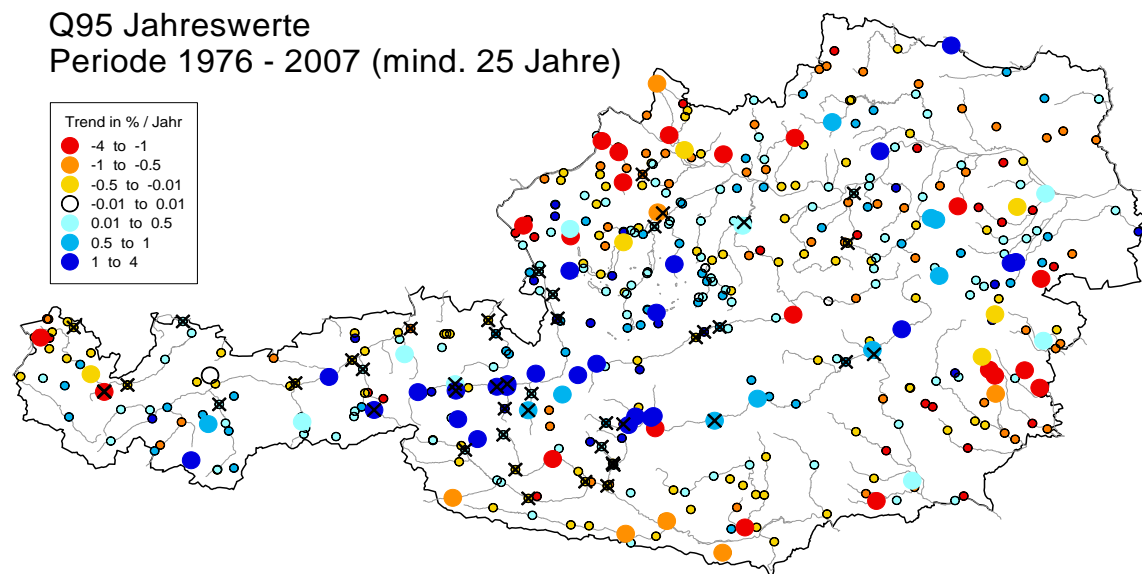 Q95 Jahreswerte
Periode 1976 - 2007 (mind. 25 Jahre)
Trend in % / Jahr
-4 to -1
-1 to -0.5
-0.5 to -0.01
-0.01 to 0.01
0.01 to 0.5
0.5 to 1
1 to 4